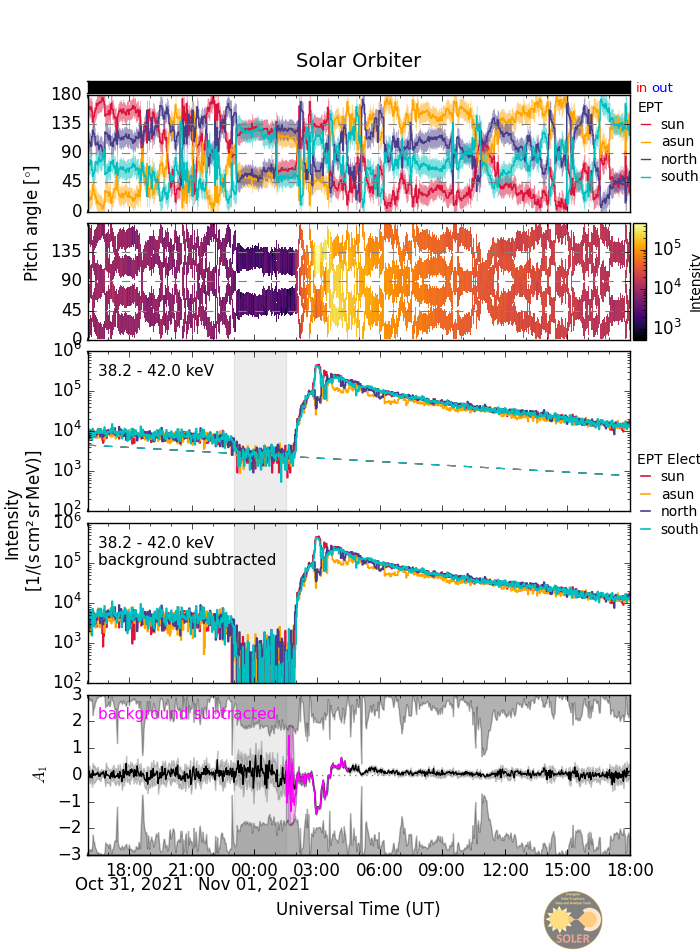 Solar Orbiter
in out
180
135
90
45
0
Pitch angle [°]
EPT
sun
asun
north
south
135
90
45
0
10⁵
10⁴
10³
Intensity
10⁶
10⁵
10⁴
10³
10²
38.2 - 42.0 keV
Intensity
[1/(s cm² sr MeV)]
EPT Elect
sun
asun
north
south
10⁶
10⁵
10⁴
10³
10²
38.2 - 42.0 keV
background subtracted
3
2
1
0
−1
−2
−3
A₁
background subtracted
18:00 21:00 00:00 03:00 06:00 09:00 12:00 15:00 18:00
Oct 31, 2021 Nov 01, 2021
Universal Time (UT)
SOLER